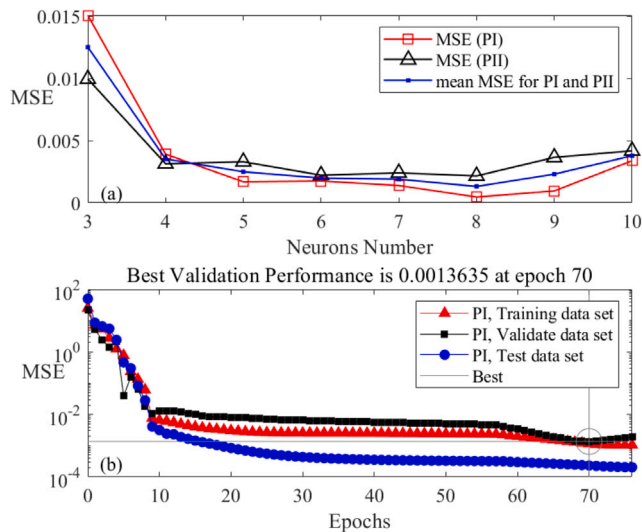 0.015
0.01
0.005
0
MSE
MSE (PI)
MSE (PII)
mean MSE for PI and PII
(a)
3 4 5 6 7 8 9 10
Neurons Number
Best Validation Performance is 0.0013635 at epoch 70
10^2
10^0
10^-2
10^-4
MSE
PI, Training data set
PI, Validate data set
PI, Test data set
Best
(b)
0 10 20 30 40 50 60 70
Epochs